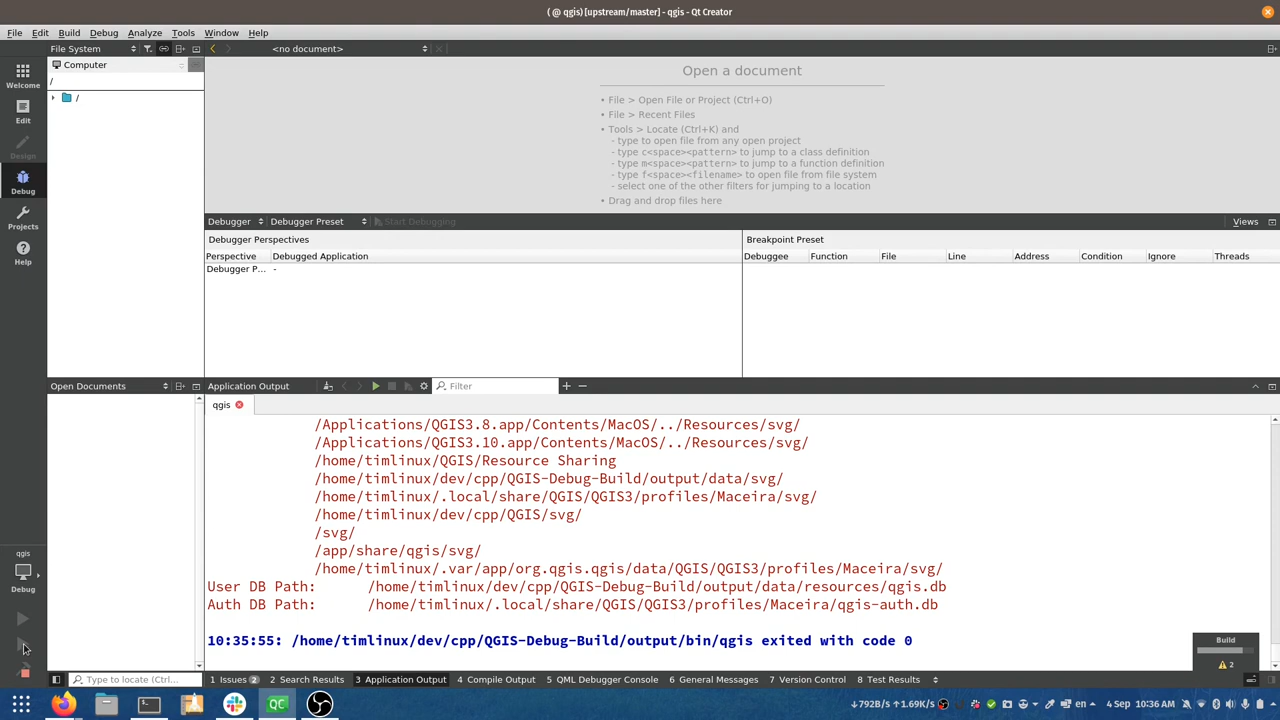 ( @ qgis) [upstream/master] - qgis - Qt Creator
File Edit Build Debug Analyze Tools Window Help
File System
<no document>
Welcome
Edit
Design
Debug
Projects
Help
qgis
Debug
Computer
/
/
Open a document
• File > Open File or Project (Ctrl+O)
• File > Recent Files
• Tools > Locate (Ctrl+K) and
- type to open file from any open project
- type c<space><pattern> to jump to a class definition
- type m<space><pattern> to jump to a function definition
- type f<space><filename> to open file from file system
- select one of the other filters for jumping to a location
• Drag and drop files here
Debugger Debugger Preset Start Debugging Views
Debugger Perspectives
Perspective Debugged Application
Debugger P... -
Breakpoint Preset
Debuggee Function File Line Address Condition Ignore Threads
Open Documents
Application Output Filter
qgis
/Applications/QGIS3.8.app/Contents/MacOS/../Resources/svg/
/Applications/QGIS3.10.app/Contents/MacOS/../Resources/svg/
/home/timlinux/QGIS/Resource Sharing
/home/timlinux/dev/cpp/QGIS-Debug-Build/output/data/svg/
/home/timlinux/.local/share/QGIS/QGIS3/profiles/Maceira/svg/
/home/timlinux/dev/cpp/QGIS/svg/
/svg/
/app/share/qgis/svg/
/home/timlinux/.var/app/org.qgis.qgis/data/QGIS/QGIS3/profiles/Maceira/svg/
User DB Path: /home/timlinux/dev/cpp/QGIS-Debug-Build/output/data/resources/qgis.db
Auth DB Path: /home/timlinux/.local/share/QGIS/QGIS3/profiles/Maceira/qgis-auth.db
10:35:55: /home/timlinux/dev/cpp/QGIS-Debug-Build/output/bin/qgis exited with code 0
Build
2
Type to locate (Ctrl...
1 Issues 2 2 Search Results 3 Application Output 4 Compile Output 5 QML Debugger Console 6 General Messages 7 Version Control 8 Test Results
QC
↓792B/s ↑1.69K/s en 4 Sep 10:36 AM